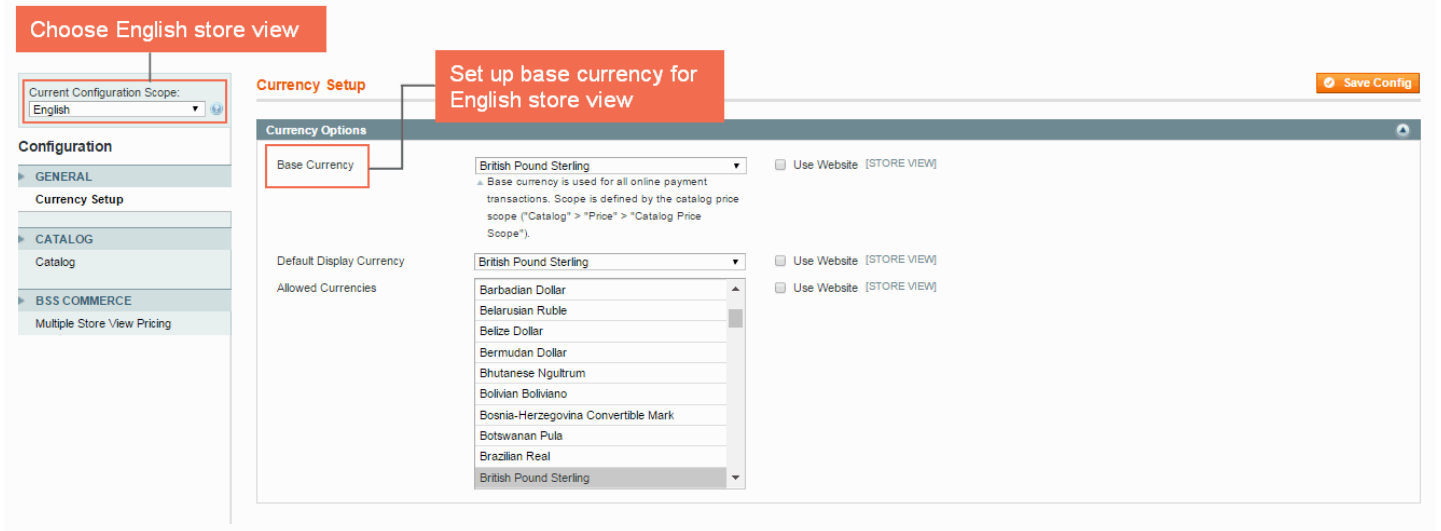 Choose English store view
Set up base currency for
English store view
Current Configuration Scope:
English
Currency Setup
Save Config
Configuration
GENERAL
Currency Setup
CATALOG
Catalog
BSS COMMERCE
Multiple Store View Pricing
Currency Options
Base Currency
British Pound Sterling
Use Website [STORE VIEW]
Base currency is used for all online payment
transactions. Scope is defined by the catalog price
scope ("Catalog" > "Price" > "Catalog Price
Scope").
Default Display Currency
British Pound Sterling
Use Website [STORE VIEW]
Allowed Currencies
Barbadian Dollar
Use Website [STORE VIEW]
Belarusian Ruble
Belize Dollar
Bermudan Dollar
Bhutanese Ngultrum
Bolivian Boliviano
Bosnia-Herzegovina Convertible Mark
Botswanan Pula
Brazilian Real
British Pound Sterling